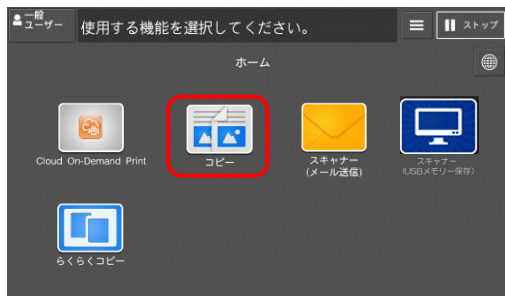 一般
ユーザー
使用する機能を選択してください。
ストップ
ホーム
Cloud On-Demand Print
コピー
スキャナー
(メール送信)
スキャナー
(USBメモリー保存)
らくらくコピー